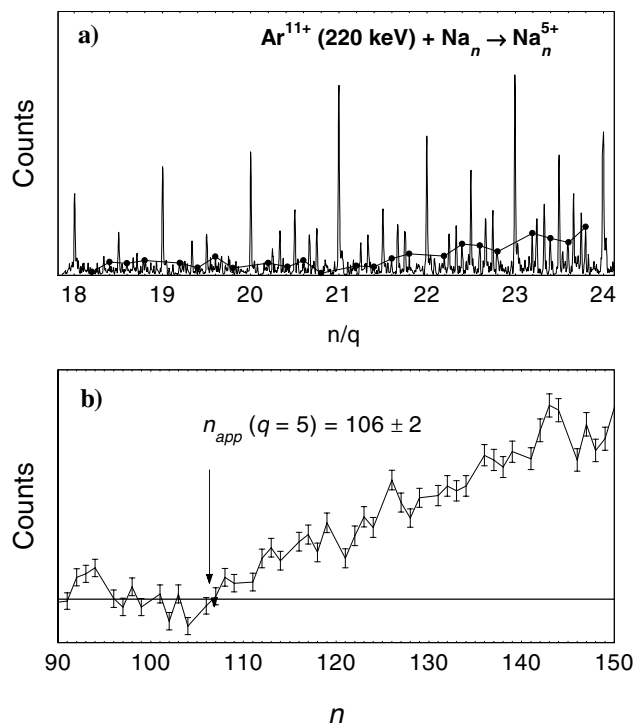 a)
Ar¹¹⁺ (220 keV) + Naₙ → Naₙ⁵⁺
Counts
18 19 20 21 22 23 24
n/q
b)
n_app (q = 5) = 106 ± 2
Counts
90 100 110 120 130 140 150
n